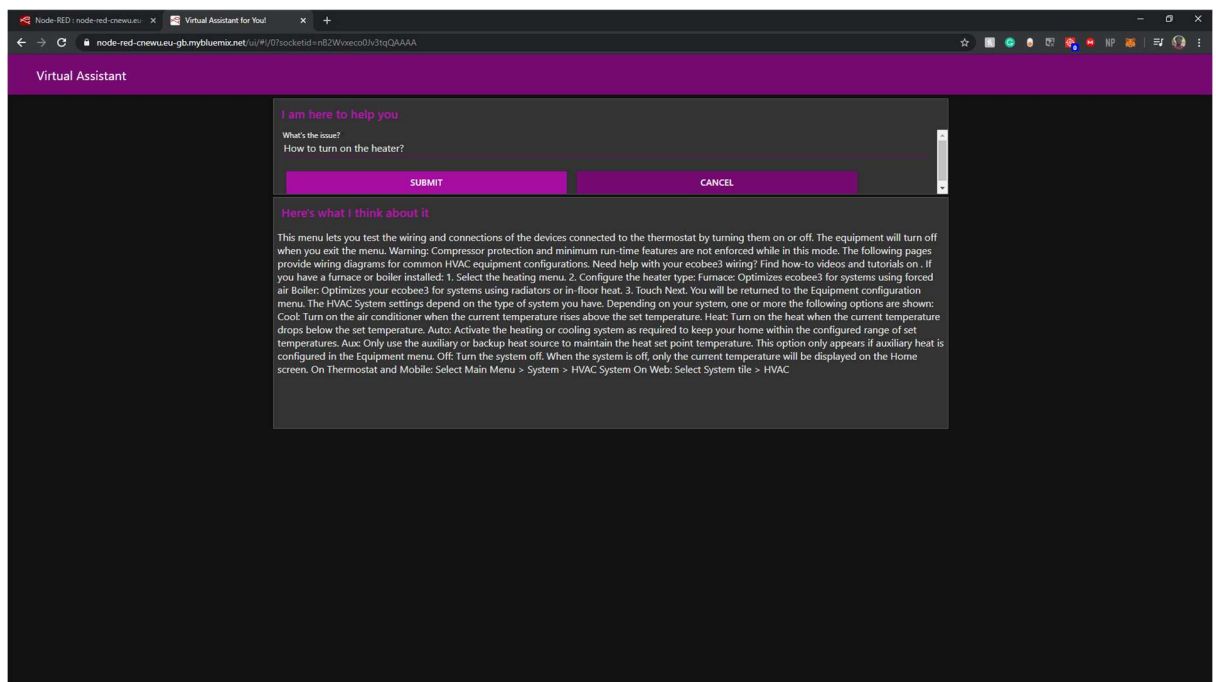 Node-RED : node-red-cnewu.eu-
Virtual Assistant for You!
node-red-cnewu.eu-gb.mybluemix.net/ui/#!/0?socketid=n82Wvxeco0Jv3tqQAAAA
NP
Virtual Assistant
I am here to help you
What's the issue?
How to turn on the heater?
SUBMIT
CANCEL
Here's what I think about it
This menu lets you test the wiring and connections of the devices connected to the thermostat by turning them on or off. The equipment will turn off
when you exit the menu. Warning: Compressor protection and minimum run-time features are not enforced while in this mode. The following pages
provide wiring diagrams for common HVAC equipment configurations. Need help with your ecobee3 wiring? Find how-to videos and tutorials on . If
you have a furnace or boiler installed: 1. Select the heating menu. 2. Configure the heater type: Furnace: Optimizes ecobee3 for systems using forced
air Boiler: Optimizes your ecobee3 for systems using radiators or in-floor heat. 3. Touch Next. You will be returned to the Equipment configuration
menu. The HVAC System settings depend on the type of system you have. Depending on your system, one or more the following options are shown:
Cool: Turn on the air conditioner when the current temperature rises above the set temperature. Heat: Turn on the heat when the current temperature
drops below the set temperature. Auto: Activate the heating or cooling system as required to keep your home within the configured range of set
temperatures. Aux: Only use the auxiliary or backup heat source to maintain the heat set point temperature. This option only appears if auxiliary heat is
configured in the Equipment menu. Off: Turn the system off. When the system is off, only the current temperature will be displayed on the Home
screen. On Thermostat and Mobile: Select Main Menu > System > HVAC System On Web: Select System tile > HVAC